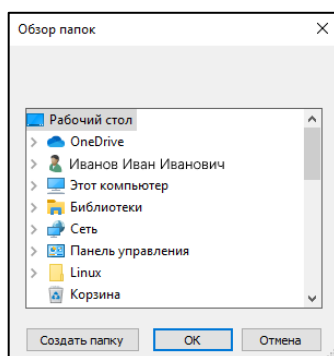 Обзор папок
Рабочий стол
OneDrive
Иванов Иван Иванович
Этот компьютер
Библиотеки
Сеть
Панель управления
Linux
Корзина
Создать папку OK Отмена